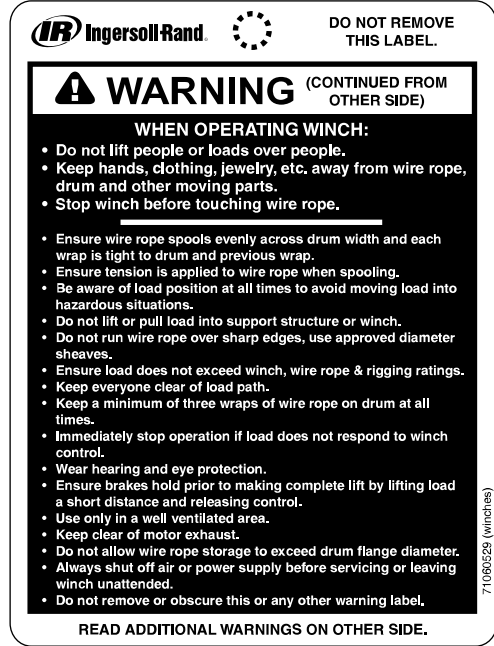 IR Ingersoll-Rand®
DO NOT REMOVE
THIS LABEL.
WARNING
(CONTINUED FROM
OTHER SIDE)
WHEN OPERATING WINCH:
• Do not lift people or loads over people.
• Keep hands, clothing, jewelry, etc. away from wire rope,
drum and other moving parts.
• Stop winch before touching wire rope.
• Ensure wire rope spools evenly across drum width and each
wrap is tight to drum and previous wrap.
• Ensure tension is applied to wire rope when spooling.
• Be aware of load position at all times to avoid moving load into
hazardous situations.
• Do not lift or pull load into support structure or winch.
• Do not run wire rope over sharp edges, use approved diameter
sheaves.
• Ensure load does not exceed winch, wire rope & rigging ratings.
• Keep everyone clear of load path.
• Keep a minimum of three wraps of wire rope on drum at all
times.
• Immediately stop operation if load does not respond to winch
control.
• Wear hearing and eye protection.
• Ensure brakes hold prior to making complete lift by lifting load
a short distance and releasing control.
• Use only in a well ventilated area.
• Keep clear of motor exhaust.
• Do not allow wire rope storage to exceed drum flange diameter.
• Always shut off air or power supply before servicing or leaving
winch unattended.
• Do not remove or obscure this or any other warning label.
71060529 (winches)
READ ADDITIONAL WARNINGS ON OTHER SIDE.